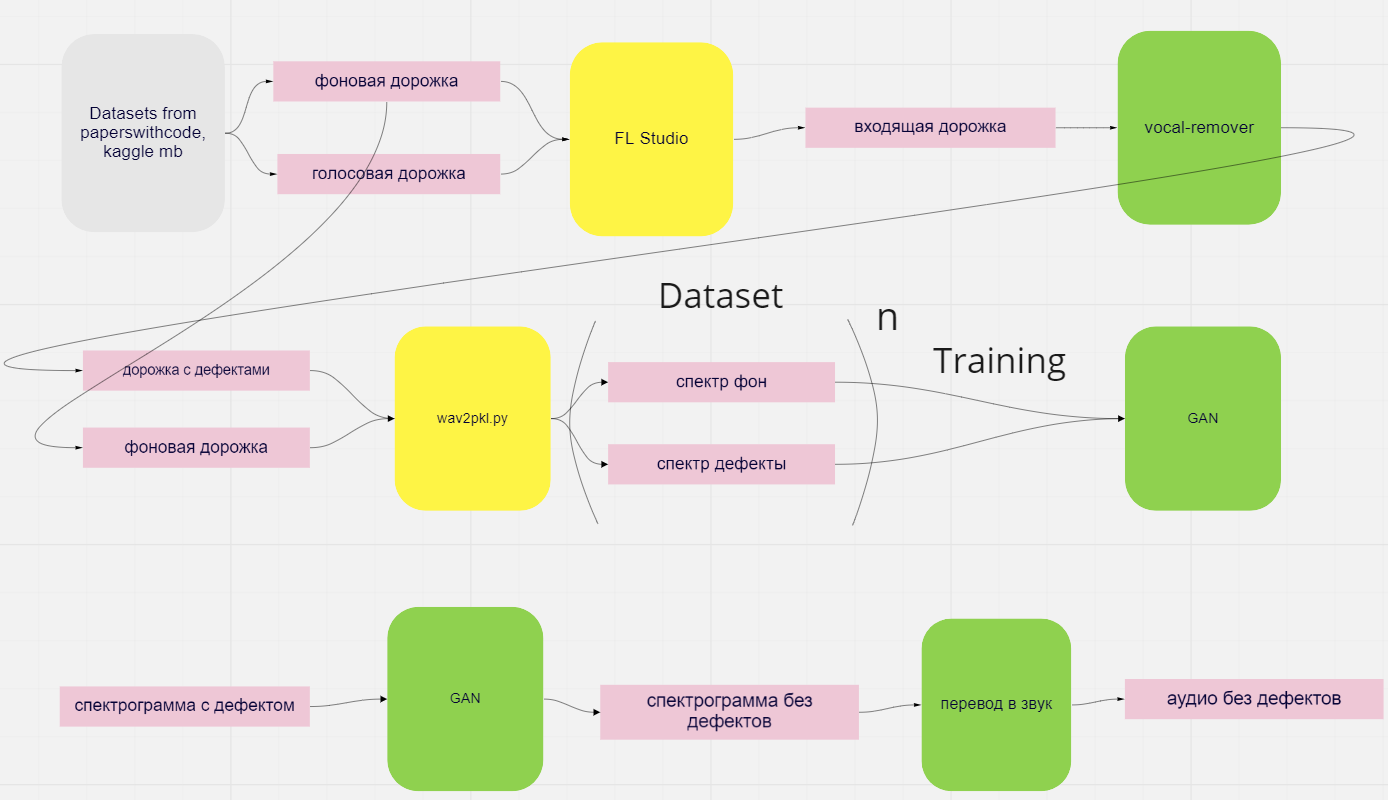 Datasets from
paperswithcode,
kaggle mb
фоновая дорожка
голосовая дорожка
FL Studio
входящая дорожка
vocal-remover
Dataset
n
Training
дорожка с дефектами
фоновая дорожка
wav2pkl.py
спектр фон
спектр дефекты
GAN
спектрограмма с дефектом
GAN
спектрограмма без
дефектов
перевод в звук
аудио без дефектов